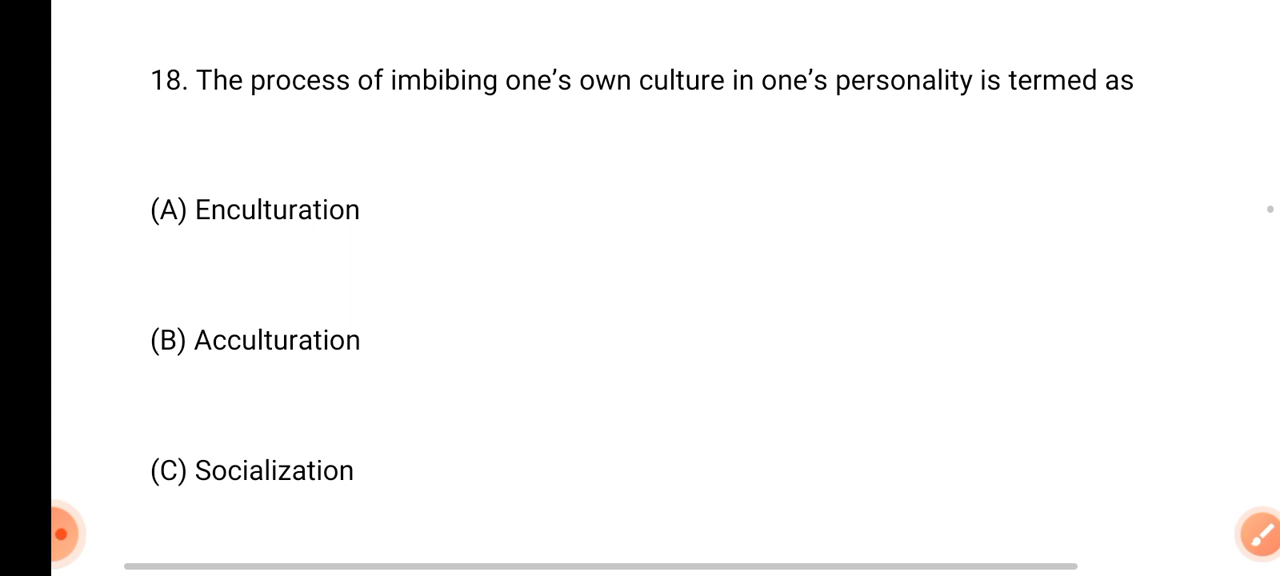 18. The process of imbibing one’s own culture in one’s personality is termed as
(A) Enculturation
(B) Acculturation
(C) Socialization